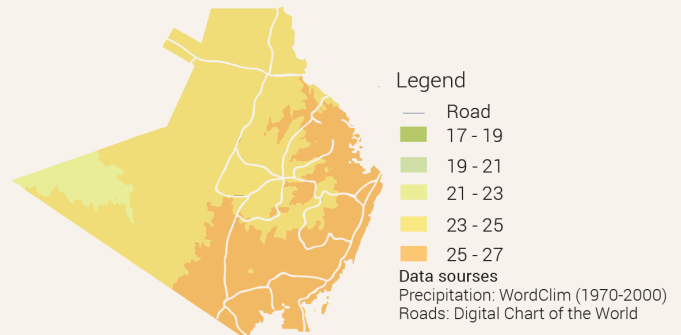 Legend
Road
17 - 19
19 - 21
21 - 23
23 - 25
25 - 27
Data sourses
Precipitation: WordClim (1970-2000)
Roads: Digital Chart of the World